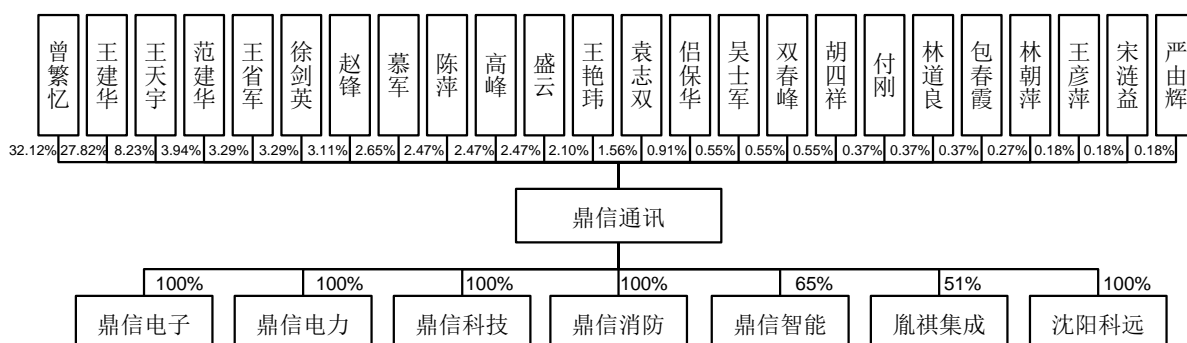 曾繁忆 王建华 王天宇 范建华 王省军 徐剑英 赵锋 慕军 陈萍 高峰 盛云 王艳玮 袁志双 侣保华 吴士军 双春峰 胡四祥 付刚 林道良 包春霞 林朝萍 王彦萍 宋涟益 严由辉
32.12% 27.82% 8.23% 3.94% 3.29% 3.29% 3.11% 2.65% 2.47% 2.47% 2.47% 2.10% 1.56% 0.91% 0.55% 0.55% 0.55% 0.37% 0.37% 0.37% 0.27% 0.18% 0.18% 0.18%
鼎信通讯
100% 100% 100% 100% 65% 51% 100%
鼎信电子 鼎信电力 鼎信科技 鼎信消防 鼎信智能 胤祺集成 沈阳科远